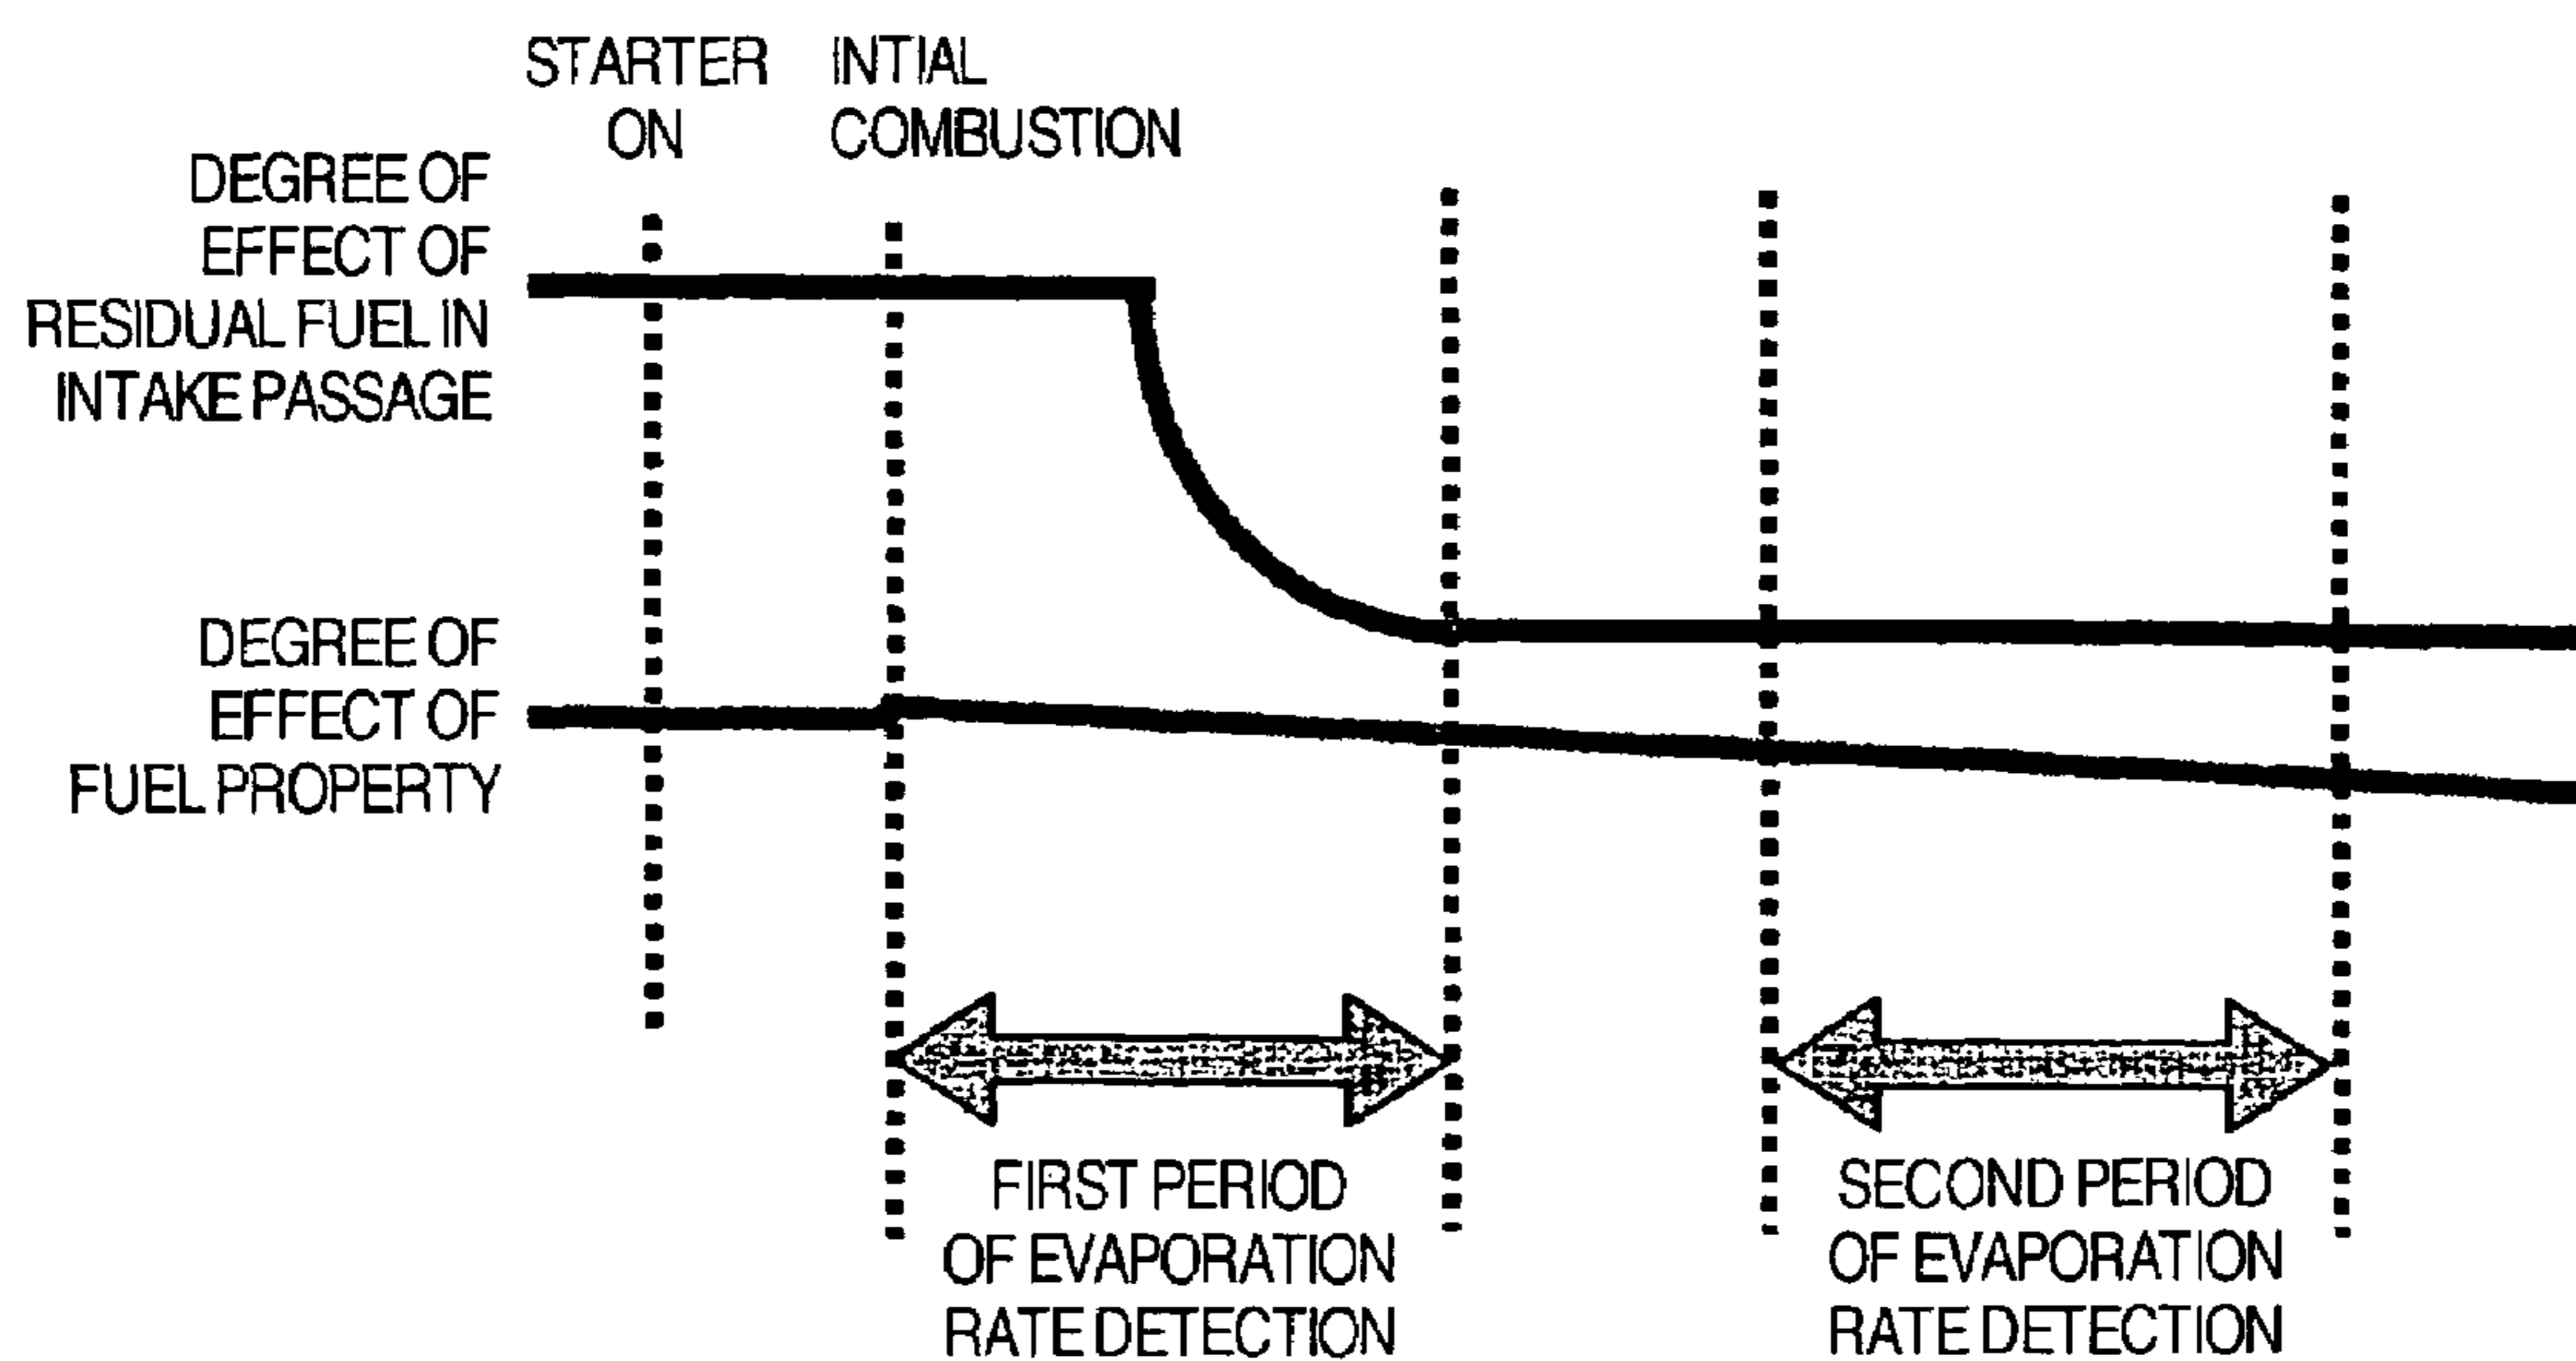 STARTER
ON
INTIAL
COMBUSTION
DEGREE OF
EFFECT OF
RESIDUAL FUEL IN
INTAKE PASSAGE
DEGREE OF
EFFECT OF
FUEL PROPERTY
FIRST PERIOD
OF EVAPORATION
RATE DETECTION
SECOND PERIOD
OF EVAPORATION
RATE DETECTION